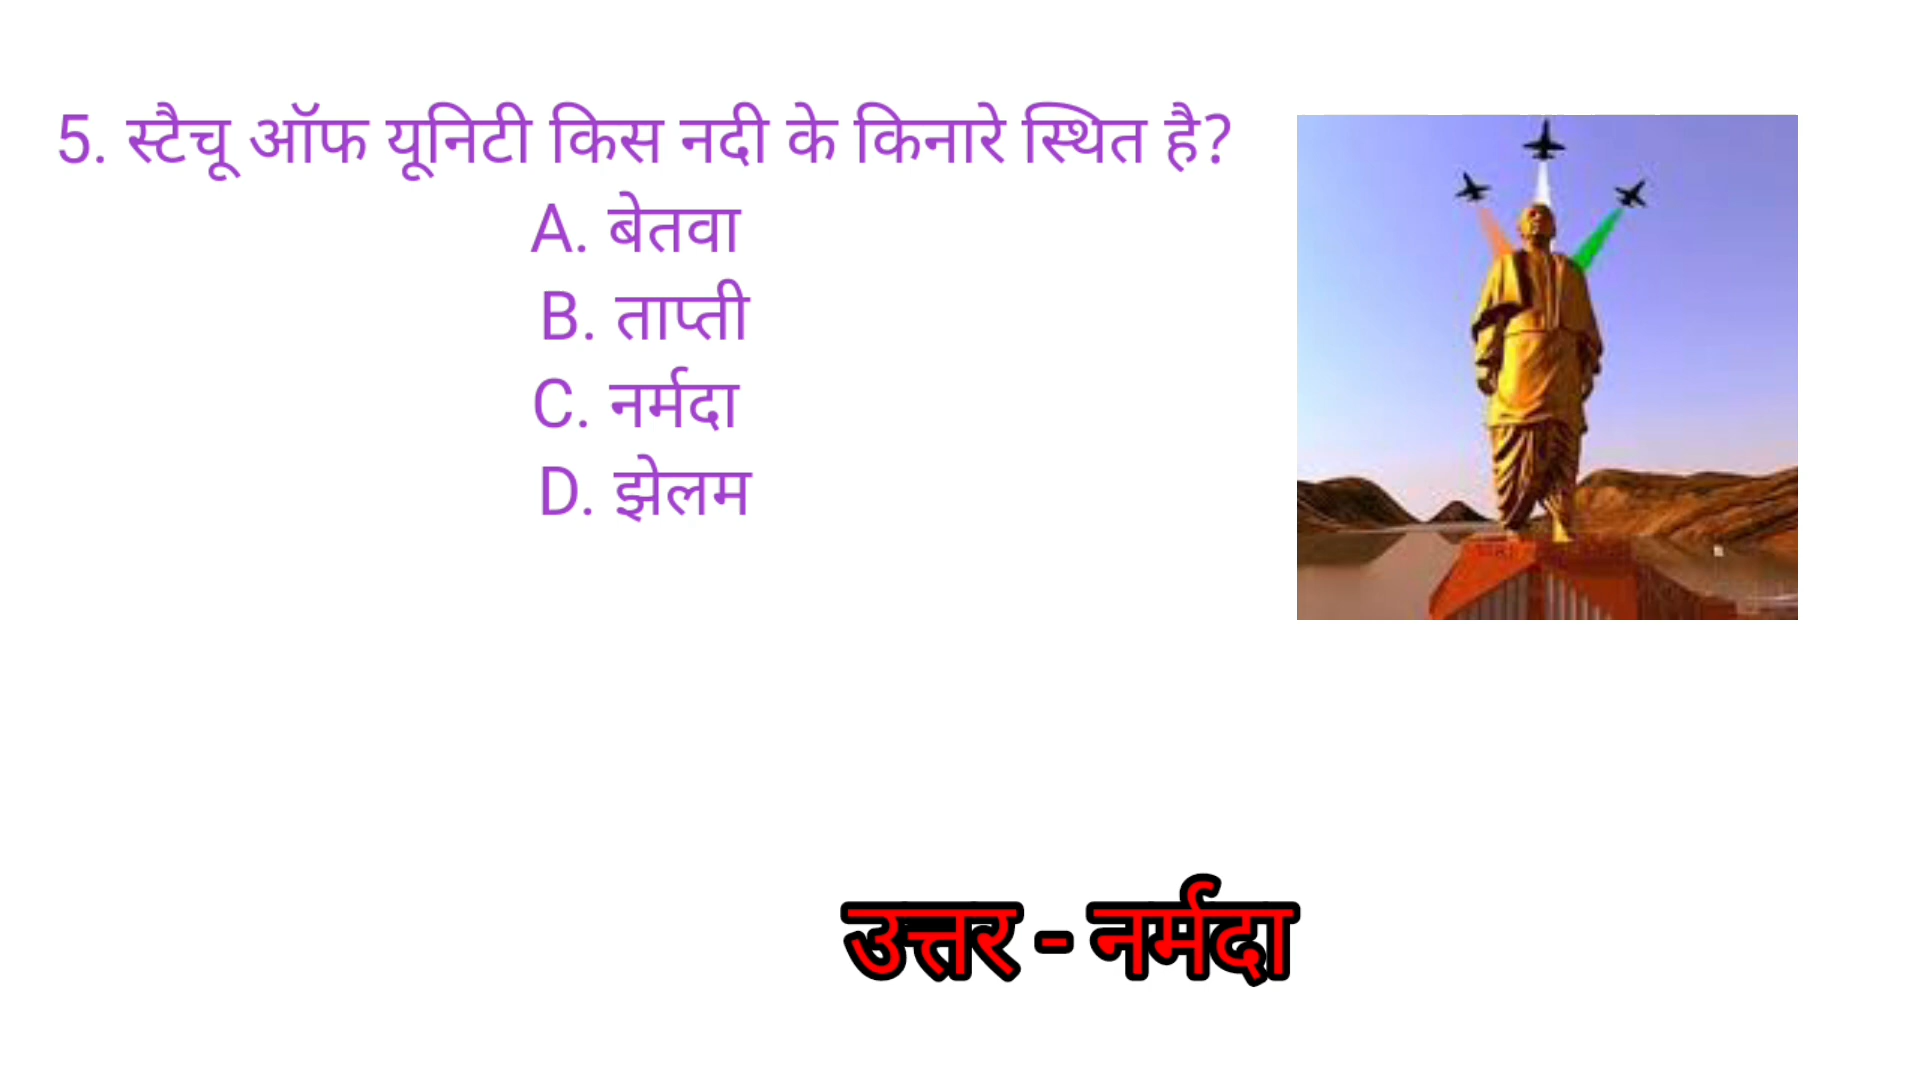 5. स्टैचू ऑफ यूनिटी किस नदी के किनारे स्थित है?
A. बेतवा
B. ताप्ती
C. नर्मदा
D. झेलम
उत्तर - नर्मदा